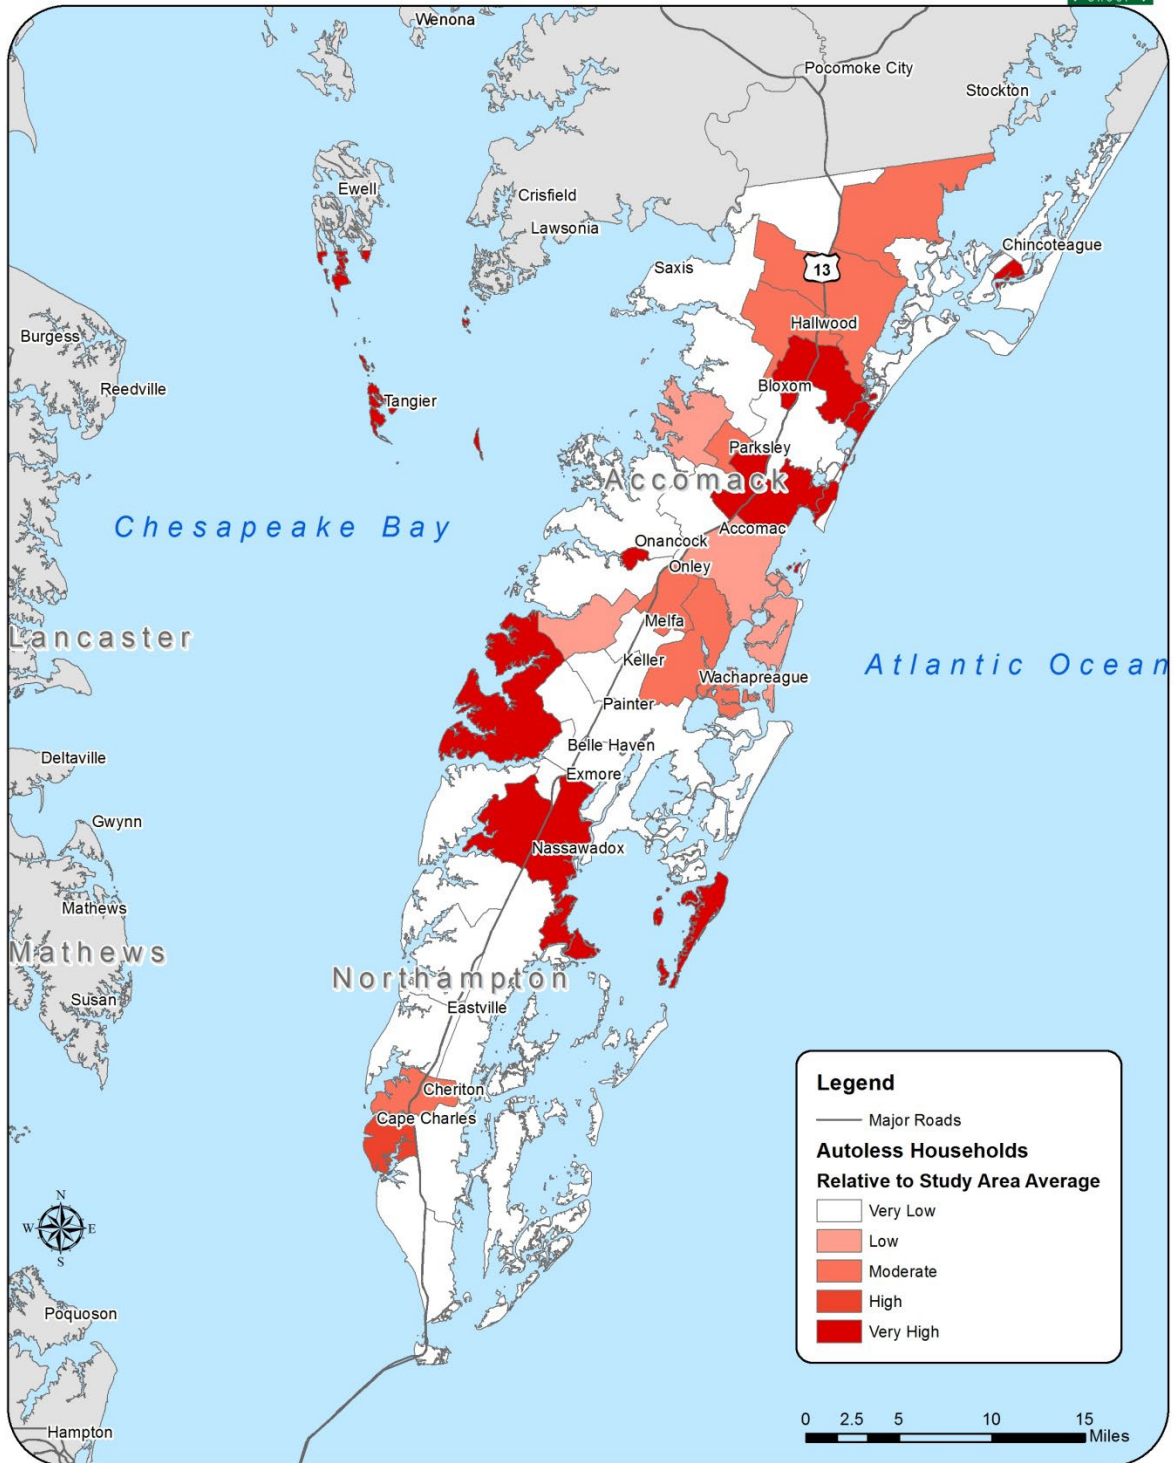 Wenona
Pocomoke City
Stockton
Ewell
Crisfield
Lawsonia
Chincoteague
Saxis
13
Hallwood
Burgess
Reedville
Bloxom
Tangier
Parksley
Accomack
Chesapeake Bay
Accomac
Onancock
Onley
Melfa
Lancaster
Keller
Atlantic Ocean
Wachapreague
Painter
Belle Haven
Deltaville
Exmore
Gwynn
Nassawadox
Mathews
Mathews
Northampton
Susan
Eastville
Cheriton
Cape Charles
Poquoson
Hampton
N
W E
S
Legend
Major Roads
Autoless Households
Relative to Study Area Average
Very Low
Low
Moderate
High
Very High
0 2.5 5 10 15
Miles